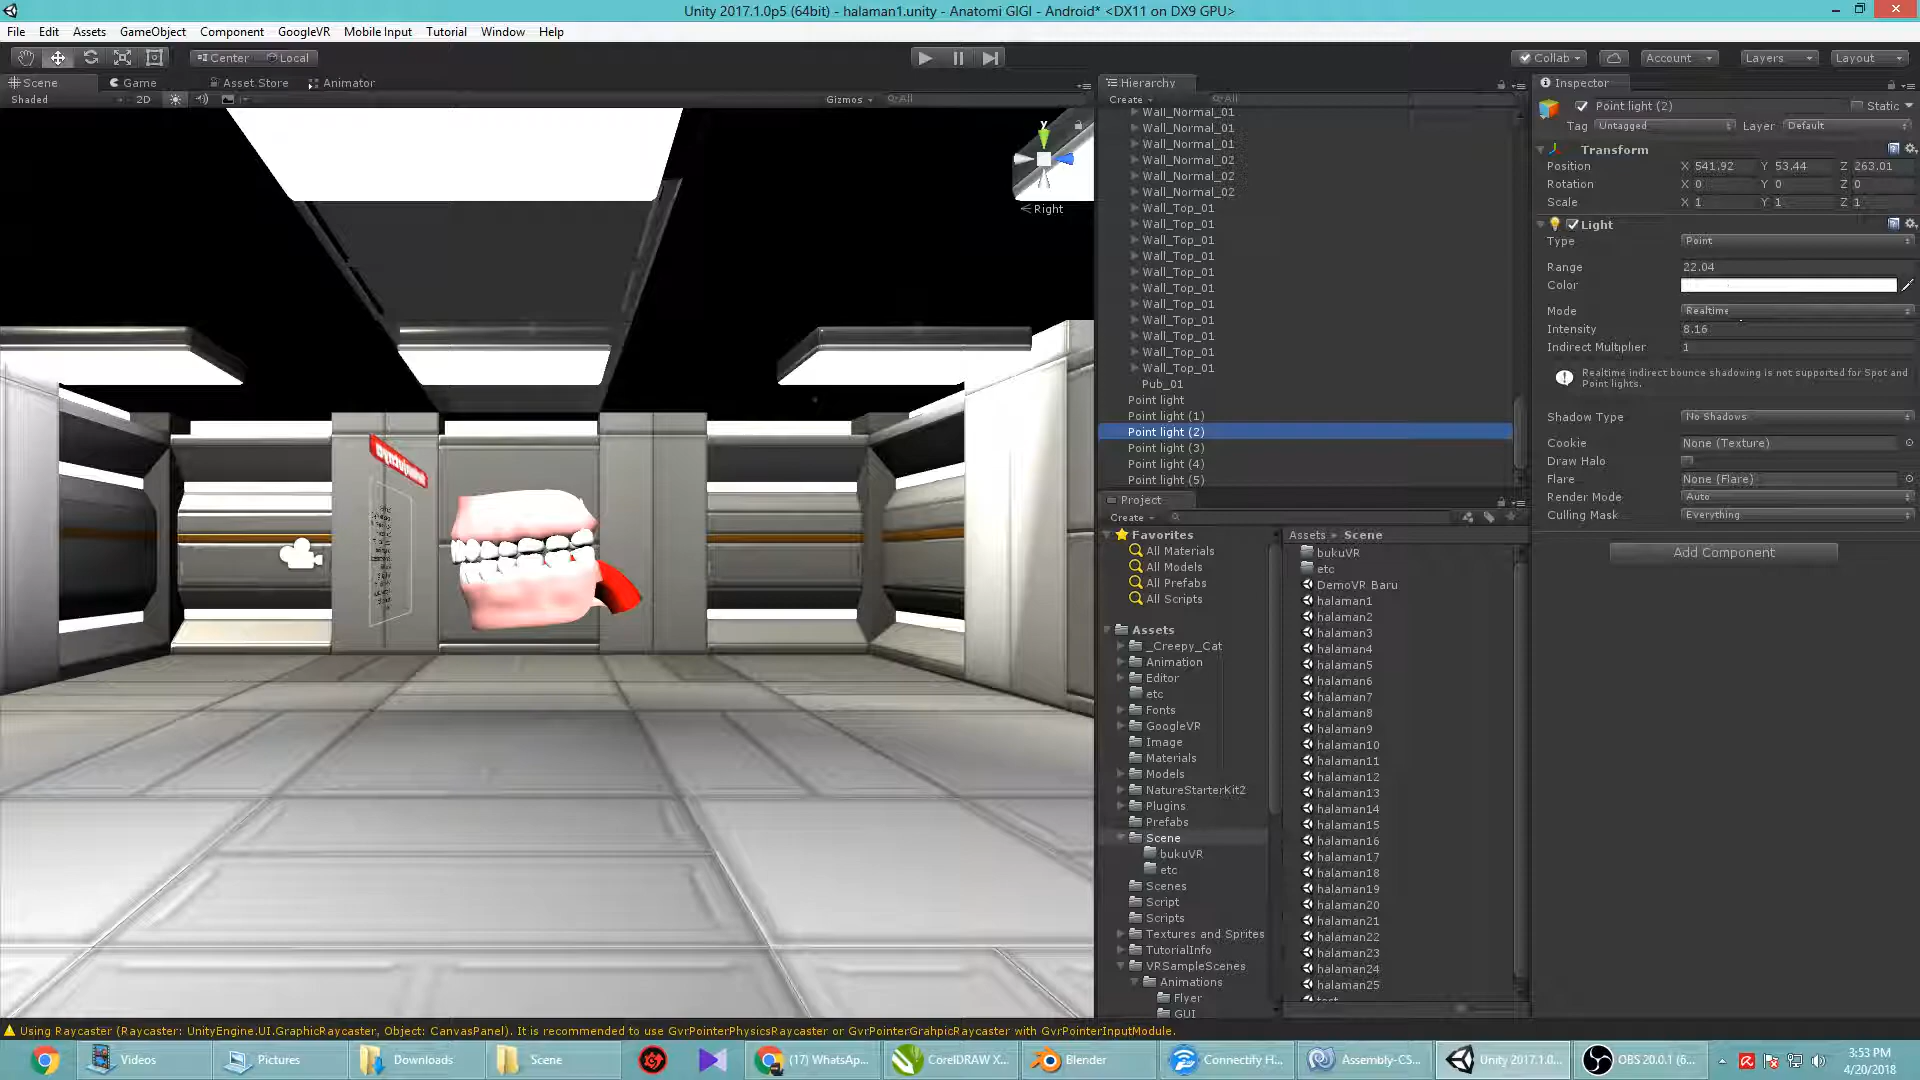 Unity 2017.1.0p5 (64bit) - halaman1.unity - Anatomi GIGI - Android* <DX11 on DX9 GPU>
File Edit Assets GameObject Component GoogleVR Mobile Input Tutorial Window Help
Center Local
Collab Account Layers Layout
Scene Game Asset Store Animator
Shaded 2D Gizmos All
Right
Hierarchy
Create All
Wall_Normal_01
Wall_Normal_01
Wall_Normal_01
Wall_Normal_02
Wall_Normal_02
Wall_Normal_02
Wall_Top_01
Wall_Top_01
Wall_Top_01
Wall_Top_01
Wall_Top_01
Wall_Top_01
Wall_Top_01
Wall_Top_01
Wall_Top_01
Wall_Top_01
Wall_Top_01
Pub_01
Point light
Point light (1)
Point light (2)
Point light (3)
Point light (4)
Point light (5)
Project
Create
Favorites
All Materials
All Models
All Prefabs
All Scripts
Assets
_Creepy_Cat
Animation
Editor
etc
Fonts
GoogleVR
Image
Materials
Models
NatureStarterKit2
Plugins
Prefabs
Scene
bukuVR
etc
Scenes
Script
Scripts
Textures and Sprites
TutorialInfo
VRSampleScenes
Animations
Flyer
GUI
Assets Scene
bukuVR
etc
DemoVR Baru
halaman1
halaman2
halaman3
halaman4
halaman5
halaman6
halaman7
halaman8
halaman9
halaman10
halaman11
halaman12
halaman13
halaman14
halaman15
halaman16
halaman17
halaman18
halaman19
halaman20
halaman21
halaman22
halaman23
halaman24
halaman25
Inspector
Point light (2) Static
Tag Untagged Layer Default
Transform
Position X 541.92 Y 53.44 Z 263.01
Rotation X 0 Y 0 Z 0
Scale X 1 Y 1 Z 1
Light
Type Point
Range 22.04
Color
Mode Realtime
Intensity 8.16
Indirect Multiplier 1
Realtime indirect bounce shadowing is not supported for Spot and
Point lights.
Shadow Type No Shadows
Cookie None (Texture)
Draw Halo
Flare None (Flare)
Render Mode Auto
Culling Mask Everything
Add Component
Using Raycaster (Raycaster: UnityEngine.UI.GraphicRaycaster, Object: CanvasPanel). It is recommended to use GvrPointerPhysicsRaycaster or GvrPointerGrahpicRaycaster with GvrPointerInputModule.
Videos Pictures Downloads Scene (17) WhatsAp... CorelDRAW X... Blender Connectify H... Assembly-CS... Unity 2017.1.0... OBS 20.0.1 (6...
3:53 PM
4/20/2018